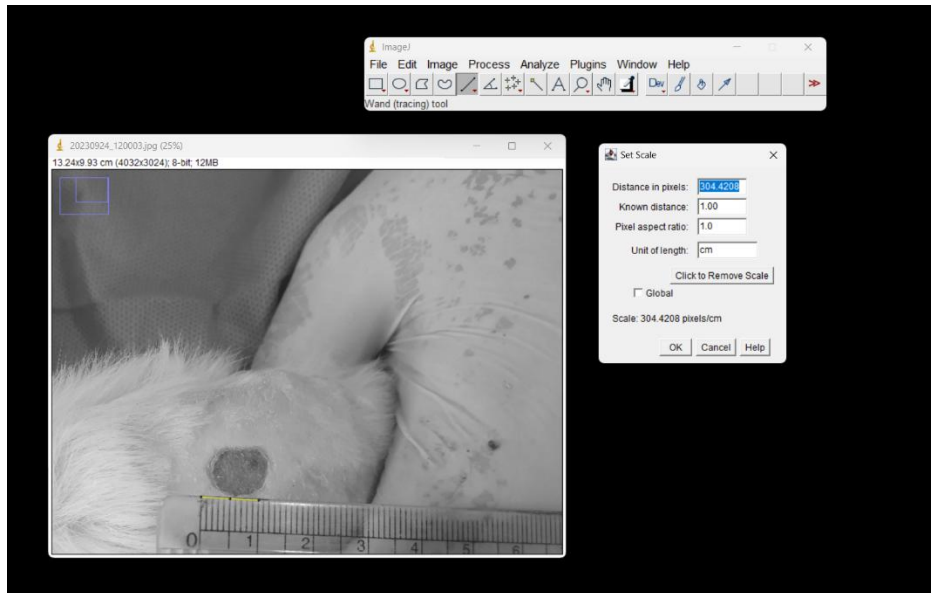 ImageJ
File Edit Image Process Analyze Plugins Window Help
A Dev
Wand (tracing) tool
20230924_120003.jpg (25%)
13.24x9.93 cm (4032x3024); 8-bit; 12MB
Set Scale
Distance in pixels: 304.4208
Known distance: 1.00
Pixel aspect ratio: 1.0
Unit of length: cm
Click to Remove Scale
Global
Scale: 304.4208 pixels/cm
OK Cancel Help
0 1 2 3 4 5 6